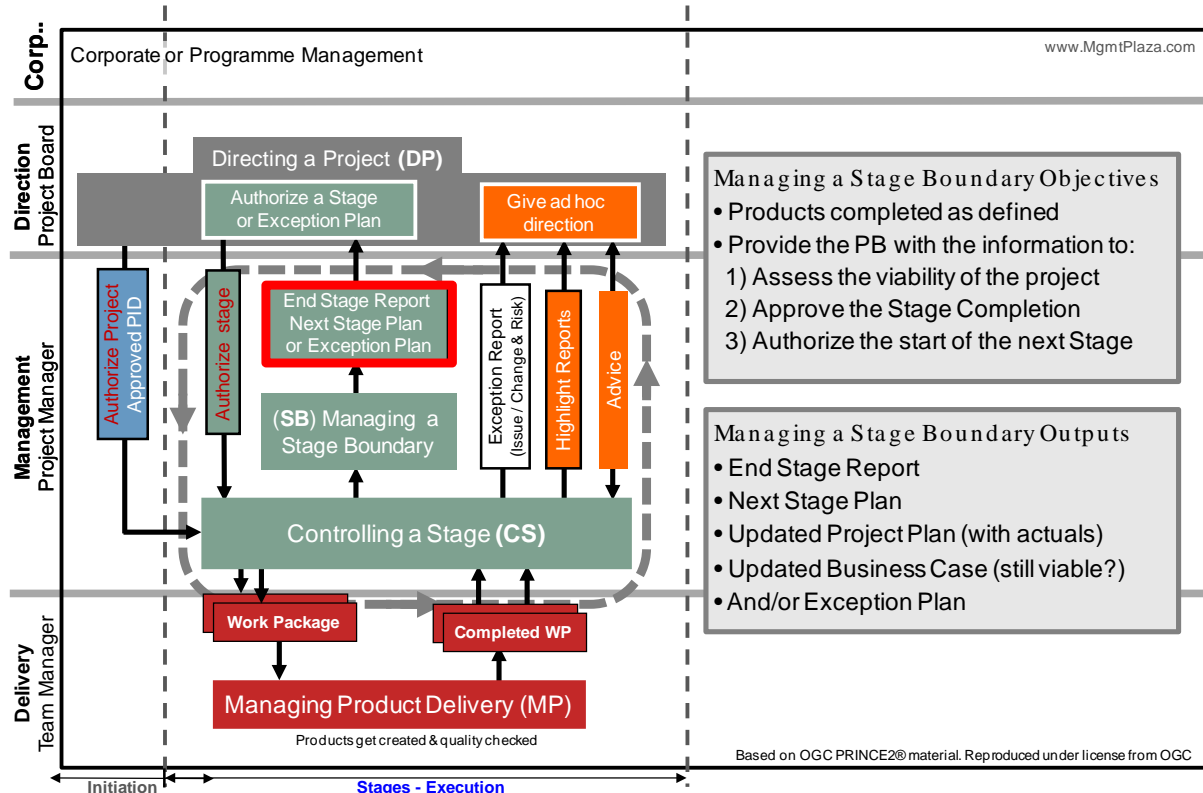 Corp..
Corporate or Programme Management
www.MgmtPlaza.com
Direction
Project Board
Directing a Project (DP)
Authorize a Stage
or Exception Plan
Give ad hoc
direction
Management
Project Manager
Authorize Project
Approved PID
Authorize stage
End Stage Report
Next Stage Plan
or Exception Plan
(SB) Managing a
Stage Boundary
Exception Report
(Issue / Change & Risk)
Highlight Reports
Advice
Controlling a Stage (CS)
Delivery
Team Manager
Work Package
Completed WP
Managing Product Delivery (MP)
Products get created & quality checked
Initiation
Stages - Execution
Managing a Stage Boundary Objectives
• Products completed as defined
• Provide the PB with the information to:
1) Assess the viability of the project
2) Approve the Stage Completion
3) Authorize the start of the next Stage
Managing a Stage Boundary Outputs
• End Stage Report
• Next Stage Plan
• Updated Project Plan (with actuals)
• Updated Business Case (still viable?)
• And/or Exception Plan
Based on OGC PRINCE2® material. Reproduced under license from OGC